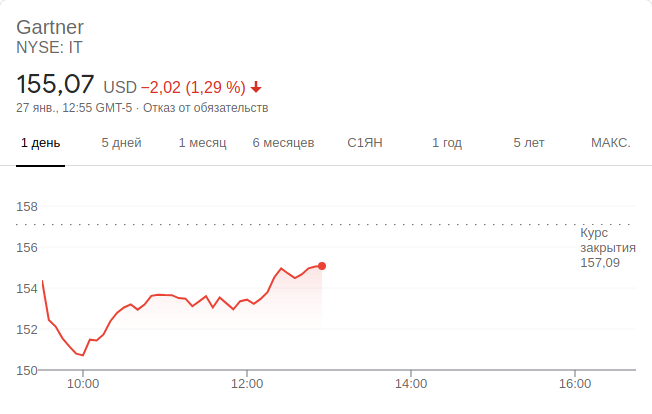 Gartner
NYSE: IT
155,07 USD −2,02 (1,29 %)
27 янв., 12:55 GMT-5 · Отказ от обязательств
1 день 5 дней 1 месяц 6 месяцев С1ЯН 1 год 5 лет МАКС.
158
Курс
закрытия
157,09
156
154
152
150
10:00 12:00 14:00 16:00